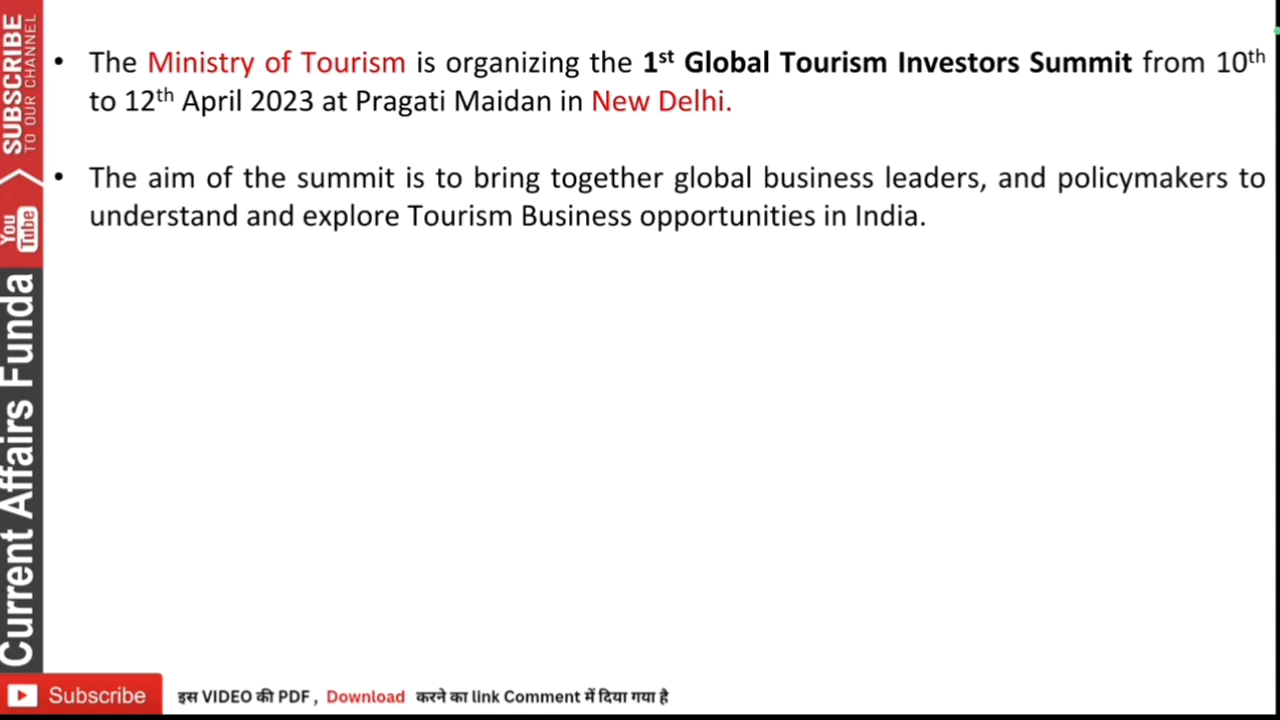 • The Ministry of Tourism is organizing the 1st Global Tourism Investors Summit from 10th
to 12th April 2023 at Pragati Maidan in New Delhi.
• The aim of the summit is to bring together global business leaders, and policymakers to
understand and explore Tourism Business opportunities in India.
SUBSCRIBE
TO OUR CHANNEL
You
Tube
Current Affairs Funda
Subscribe
इस VIDEO की PDF , Download करने का link Comment में दिया गया है